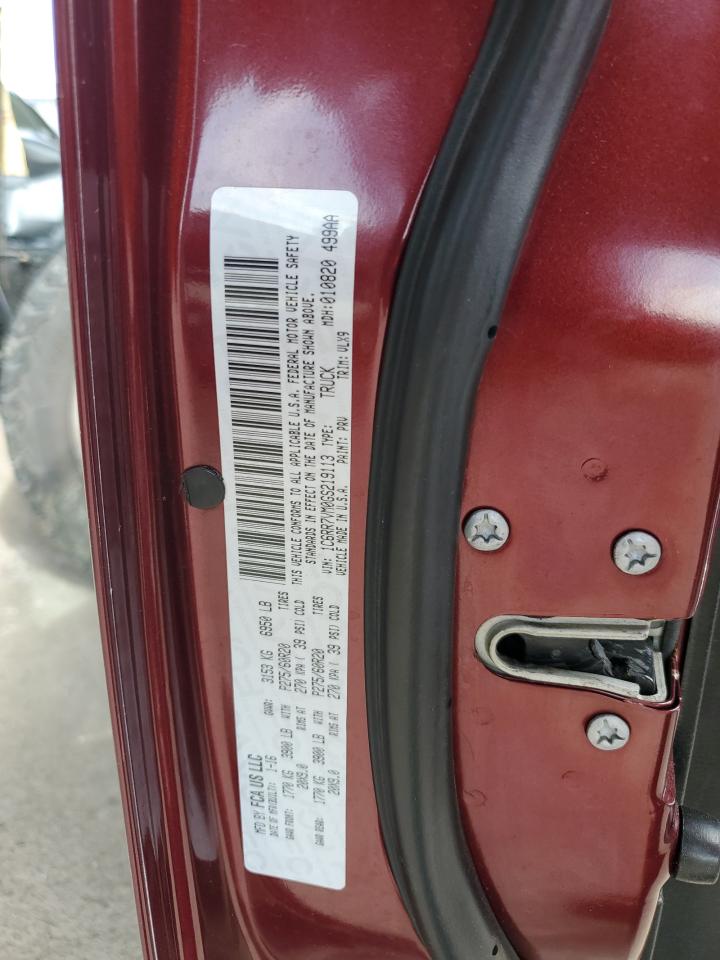 MFD BY FCA US LLC
DATE OF MFR(BUILT): 1-16 GVWR: 3153 KG 6950 LB
GAWR FRONT: 1770 KG 3900 LB WITH P275/60R20 TIRES
20X9.0 RIMS AT 270 KPA ( 39 PSI) COLD
GAWR REAR: 1770 KG 3900 LB WITH P275/60R20 TIRES
20X9.0 RIMS AT 270 KPA ( 39 PSI) COLD
THIS VEHICLE CONFORMS TO ALL APPLICABLE U.S.A. FEDERAL MOTOR VEHICLE SAFETY
STANDARDS IN EFFECT ON THE DATE OF MANUFACTURE SHOWN ABOVE.
VIN: 1C6RR7VM0GS219113 TYPE: TRUCK MDH:010820 499AA
VEHICLE MADE IN U.S.A. PAINT: PRV TRIM: VLX9